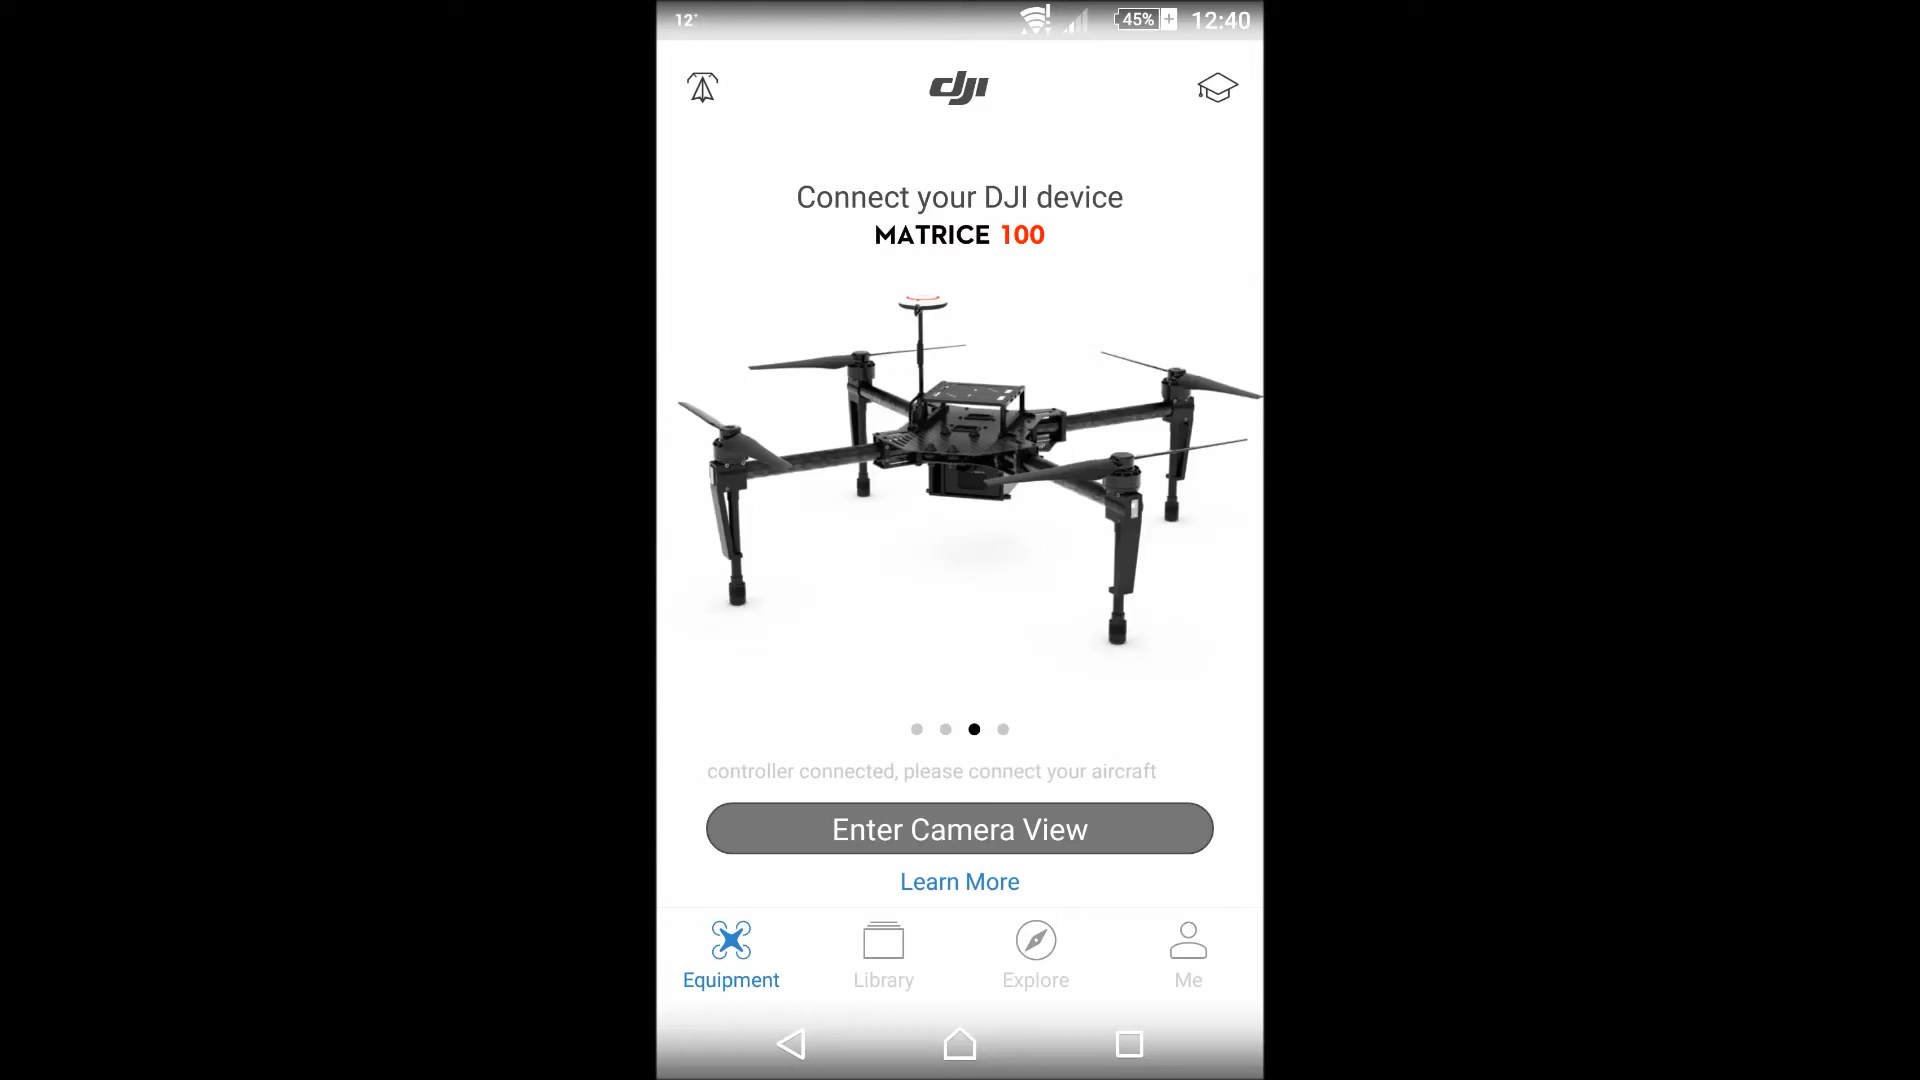 12°
45%
12:40
dji
Connect your DJI device
MATRICE 100
controller connected, please connect your aircraft
Enter Camera View
Learn More
Equipment
Library
Explore
Me